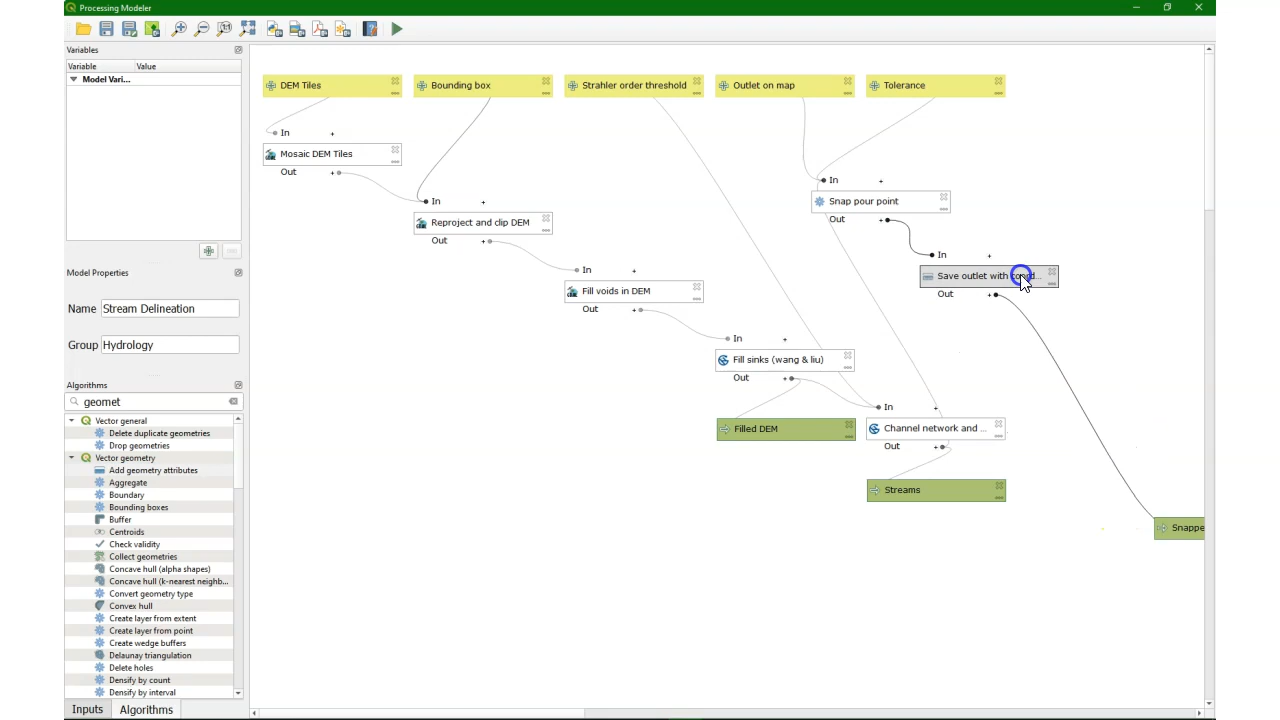 Processing Modeler
Variables
Variable Value
Model Vari...
Model Properties
Name Stream Delineation
Group Hydrology
Algorithms
geomet
Vector general
Delete duplicate geometries
Drop geometries
Vector geometry
Add geometry attributes
Aggregate
Boundary
Bounding boxes
Buffer
Centroids
Check validity
Collect geometries
Concave hull (alpha shapes)
Concave hull (k-nearest neighb...
Convert geometry type
Convex hull
Create layer from extent
Create layer from point
Create wedge buffers
Delaunay triangulation
Delete holes
Densify by count
Densify by interval
Inputs Algorithms
DEM Tiles Bounding box Strahler order threshold Outlet on map Tolerance
In +
Mosaic DEM Tiles
Out +
In +
Snap pour point
Out +
In +
Reproject and clip DEM
Out +
In +
Save outlet with coord...
Out +
In +
Fill voids in DEM
Out +
In +
Fill sinks (wang & liu)
Out +
In +
Filled DEM
Channel network and ...
Out +
Streams
Snappe